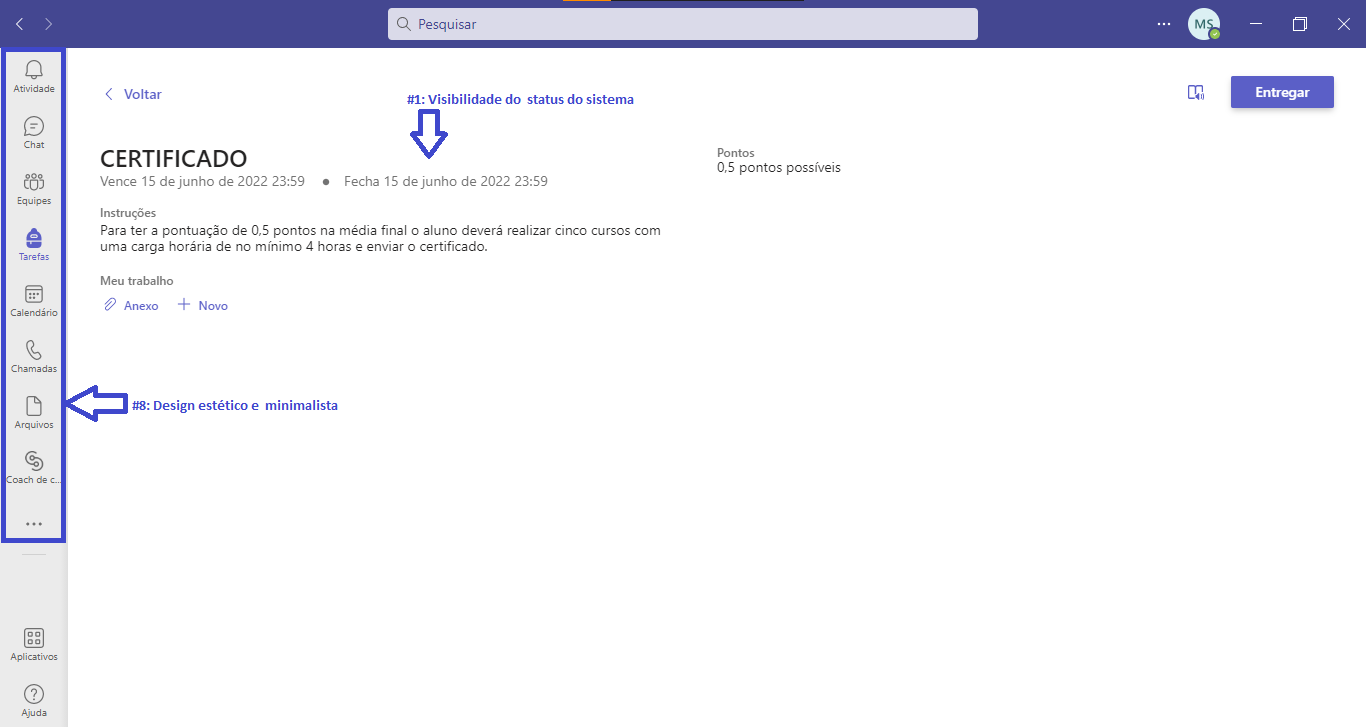 Pesquisar
MS
Atividade
Chat
Equipes
Tarefas
Calendário
Chamadas
Arquivos
Coach de c...
Aplicativos
Ajuda
Voltar
#1: Visibilidade do status do sistema
Entregar
CERTIFICADO
Vence 15 de junho de 2022 23:59 • Fecha 15 de junho de 2022 23:59
Pontos
0,5 pontos possíveis
Instruções
Para ter a pontuação de 0,5 pontos na média final o aluno deverá realizar cinco cursos com
uma carga horária de no mínimo 4 horas e enviar o certificado.
Meu trabalho
Anexo
Novo
#8: Design estético e minimalista